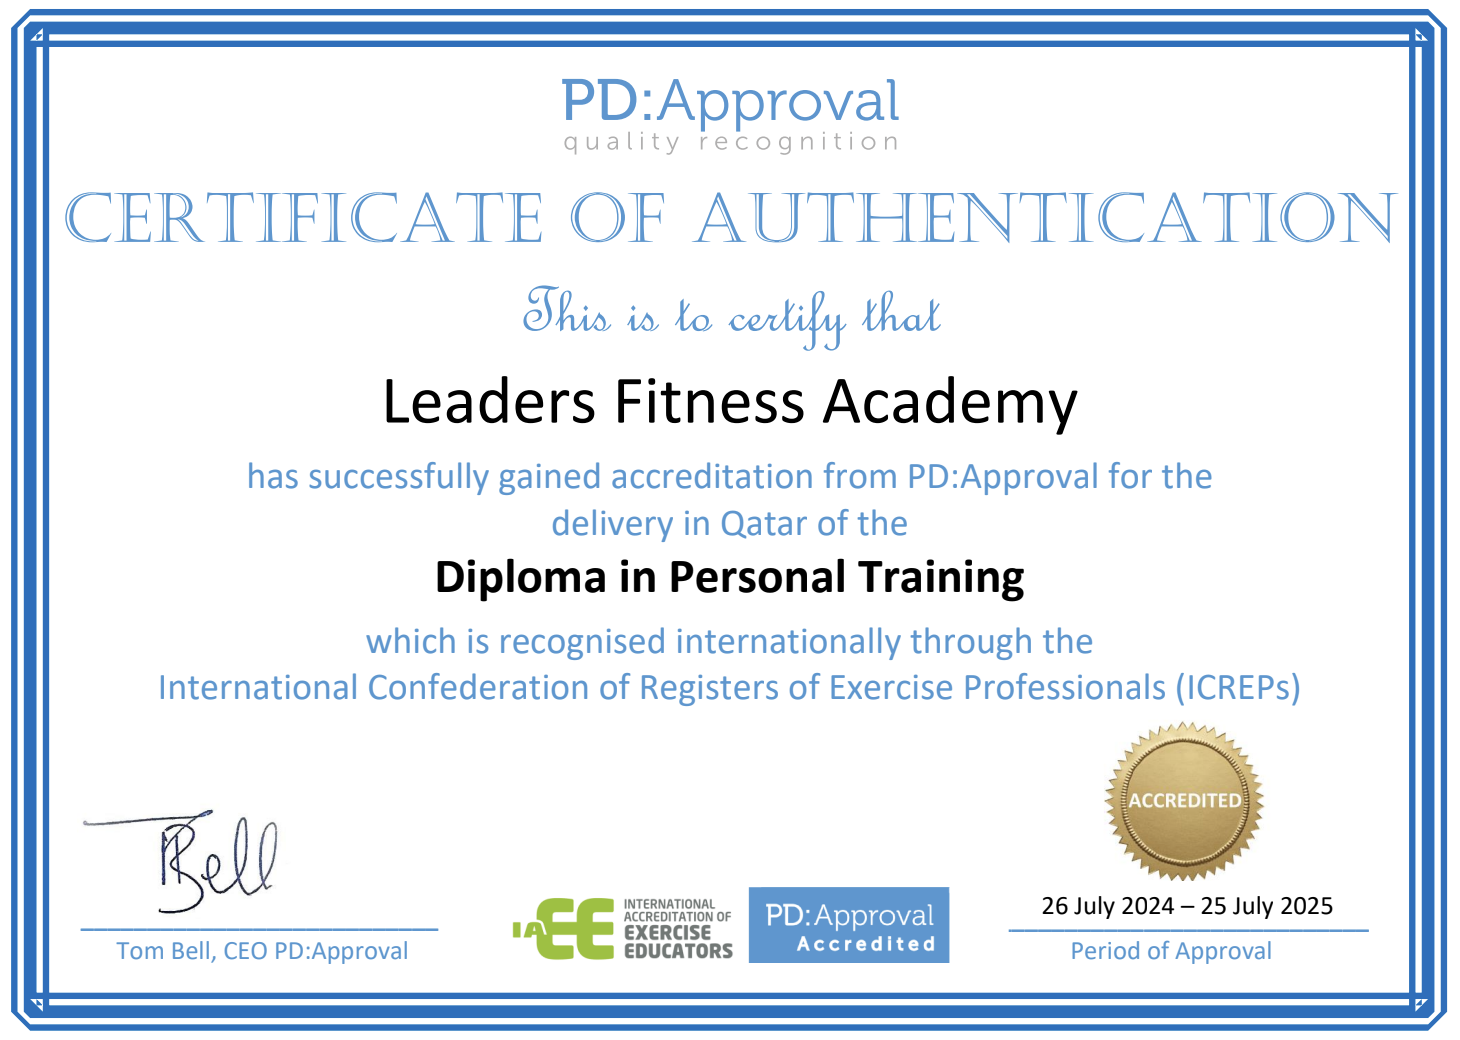 PD:Approval
quality recognition
CERTIFICATE OF AUTHENTICATION
This is to certify that
Leaders Fitness Academy
has successfully gained accreditation from PD:Approval for the
delivery in Qatar of the
Diploma in Personal Training
which is recognised internationally through the
International Confederation of Registers of Exercise Professionals (ICREPs)
ACCREDITED
TBell
Tom Bell, CEO PD:Approval
iAEE
INTERNATIONAL
ACCREDITATION OF
EXERCISE
EDUCATORS
PD:Approval
Accredited
26 July 2024 – 25 July 2025
Period of Approval